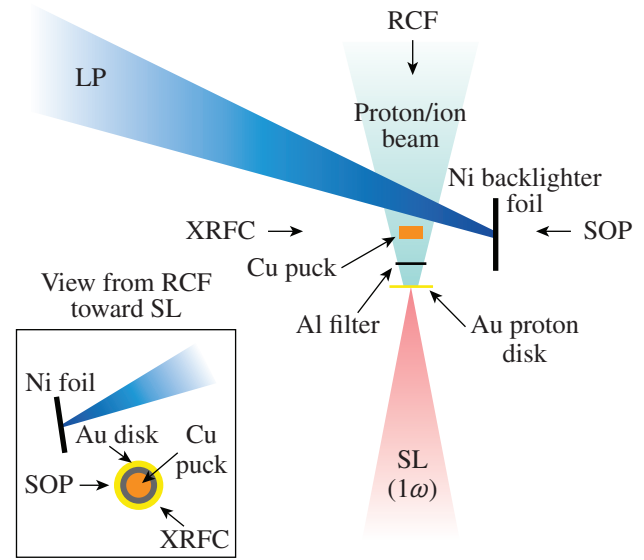 RCF
LP
Proton/ion
beam
Ni backlighter
foil
XRFC
SOP
Cu puck
View from RCF
toward SL
Al filter
Au proton
disk
Ni foil
Au disk
Cu
puck
SOP
XRFC
SL
(1ω)